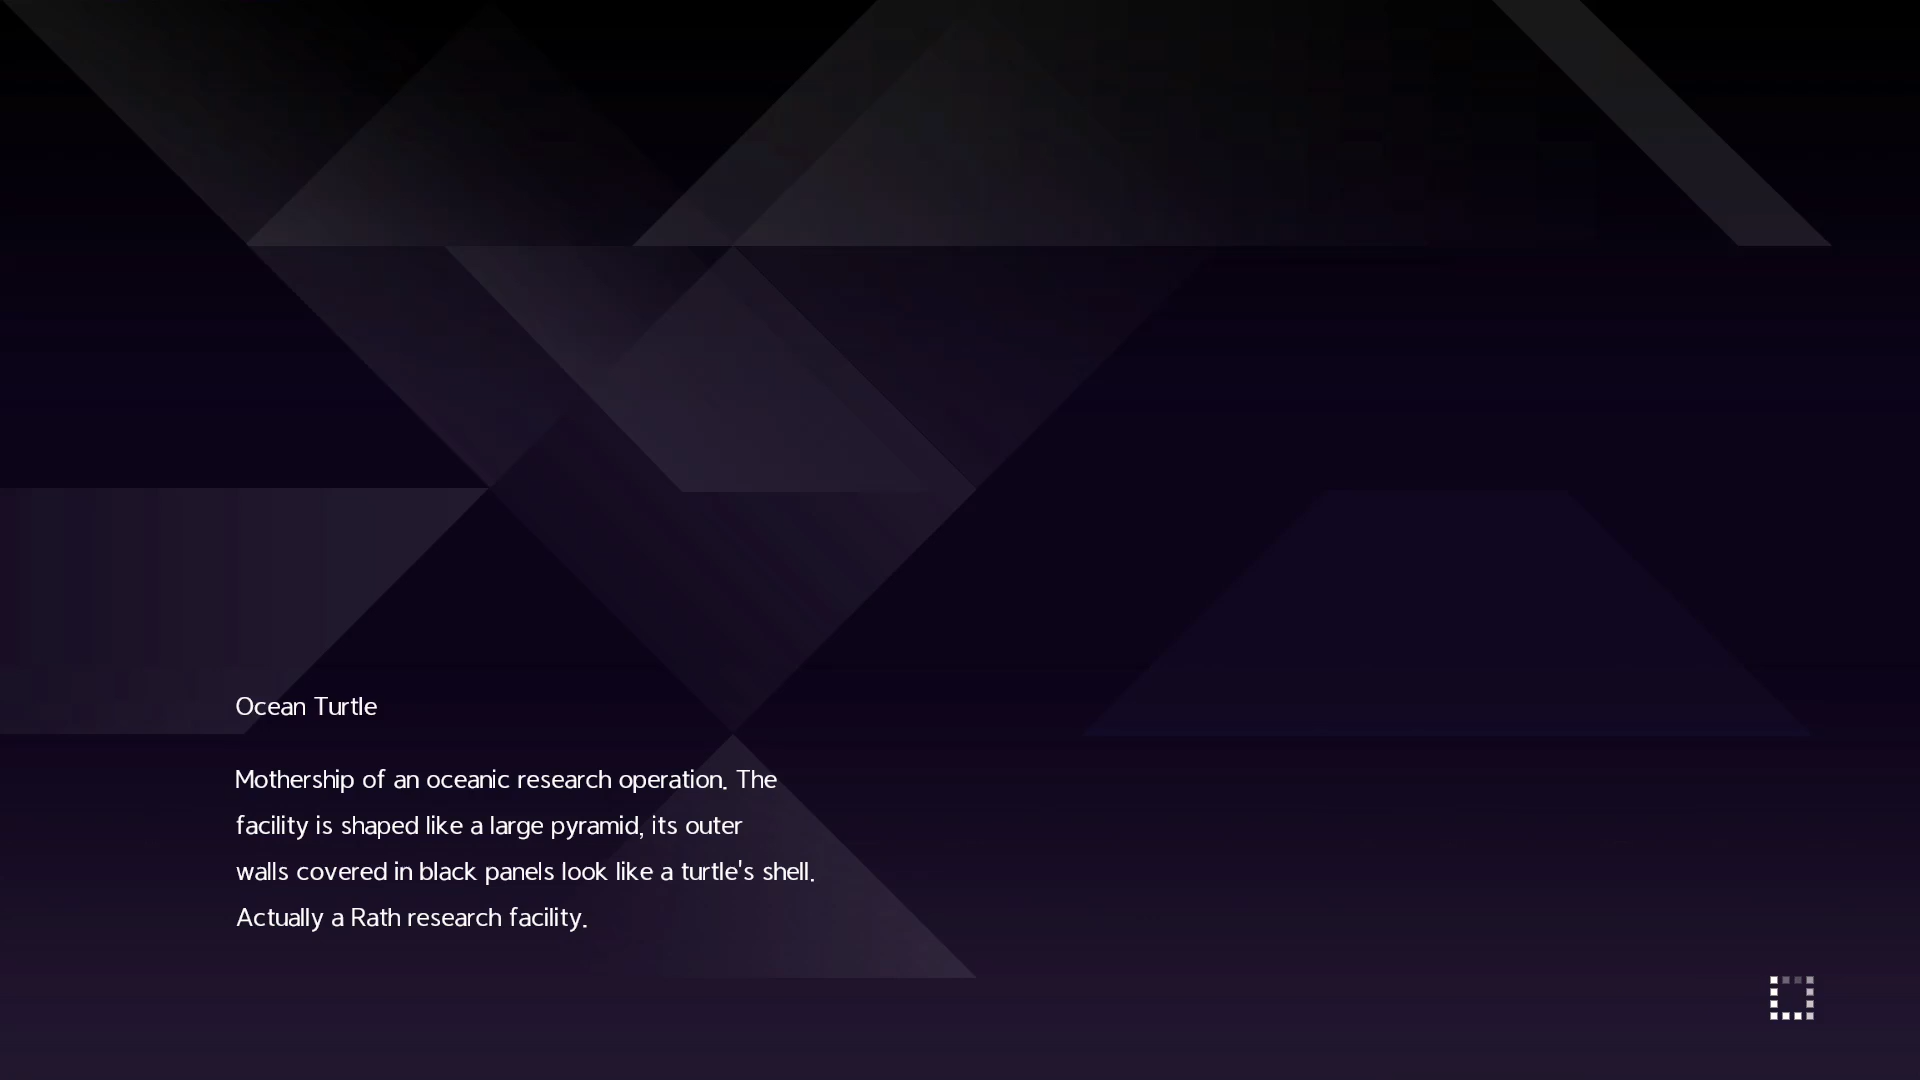 Ocean Turtle
Mothership of an oceanic research operation. The
facility is shaped like a large pyramid, its outer
walls covered in black panels look like a turtle's shell.
Actually a Rath research facility.